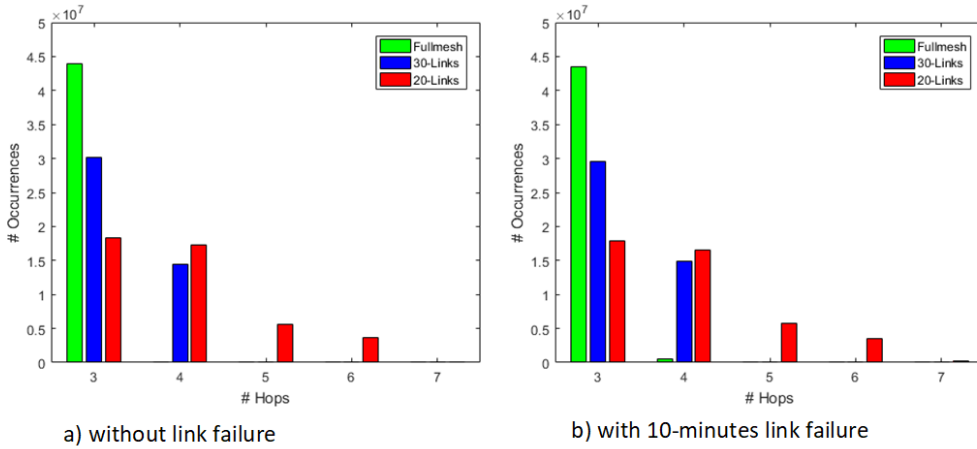 ×10⁷
5
4.5
4
3.5
3
2.5
2
1.5
1
0.5
0
# Occurrences
Fullmesh
30-Links
20-Links
3 4 5 6 7
# Hops
a) without link failure
×10⁷
5
4.5
4
3.5
3
2.5
2
1.5
1
0.5
0
# Occurrences
Fullmesh
30-Links
20-Links
3 4 5 6 7
# Hops
b) with 10-minutes link failure